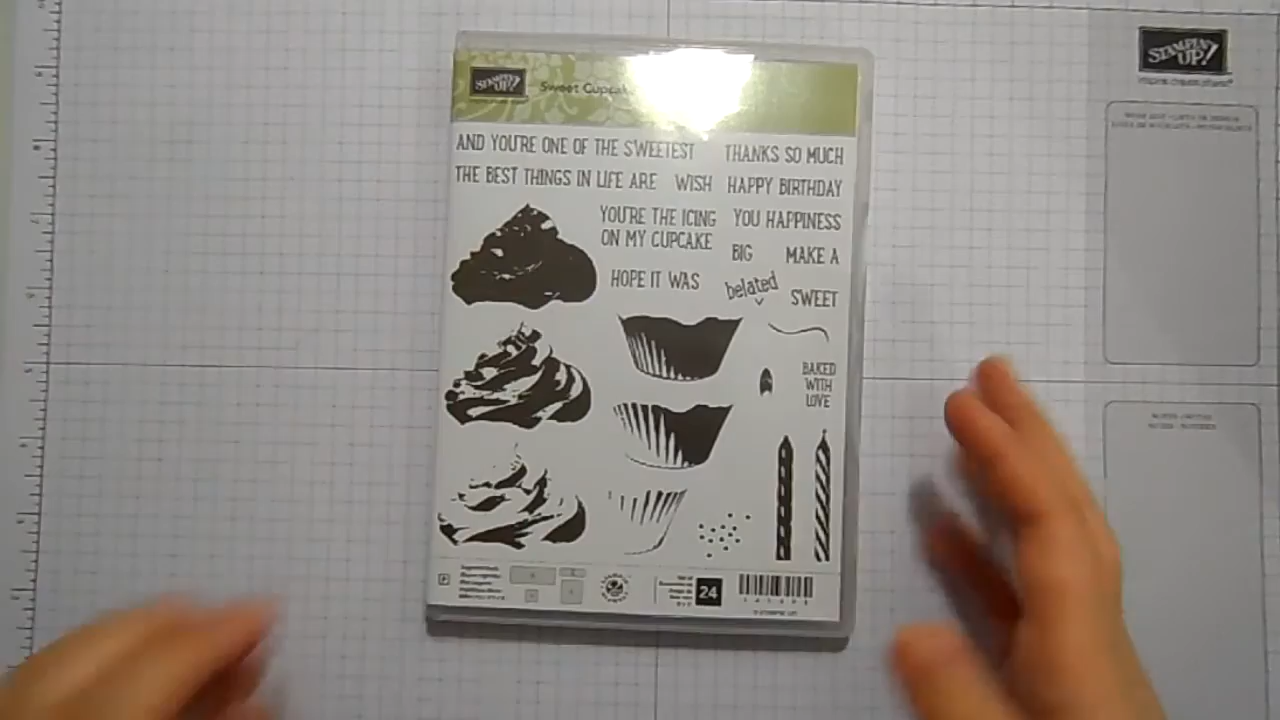 STAMPIN' UP!
STAMPIN' UP!
Sweet
AND YOU'RE ONE OF THE SWEETEST
THANKS SO MUCH
THE BEST THINGS IN LIFE ARE
WISH
HAPPY BIRTHDAY
YOU'RE THE ICING
ON MY CUPCAKE
YOU HAPPINESS
BIG
MAKE A
HOPE IT WAS
belated
SWEET
BAKED
WITH
LOVE
24